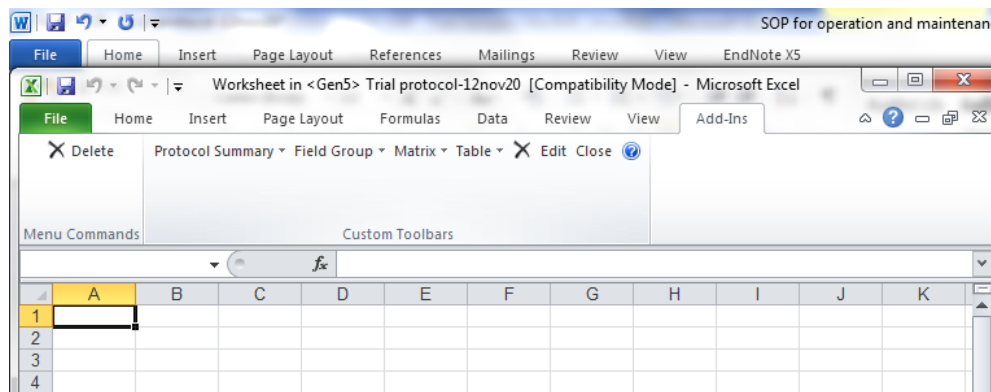 SOP for operation and maintenan
File Home Insert Page Layout References Mailings Review View EndNote X5
Worksheet in <Gen5> Trial protocol-12nov20 [Compatibility Mode] - Microsoft Excel
File Home Insert Page Layout Formulas Data Review View Add-Ins
Delete Protocol Summary Field Group Matrix Table Edit Close
Menu Commands Custom Toolbars
fx
A B C D E F G H I J K
1
2
3
4